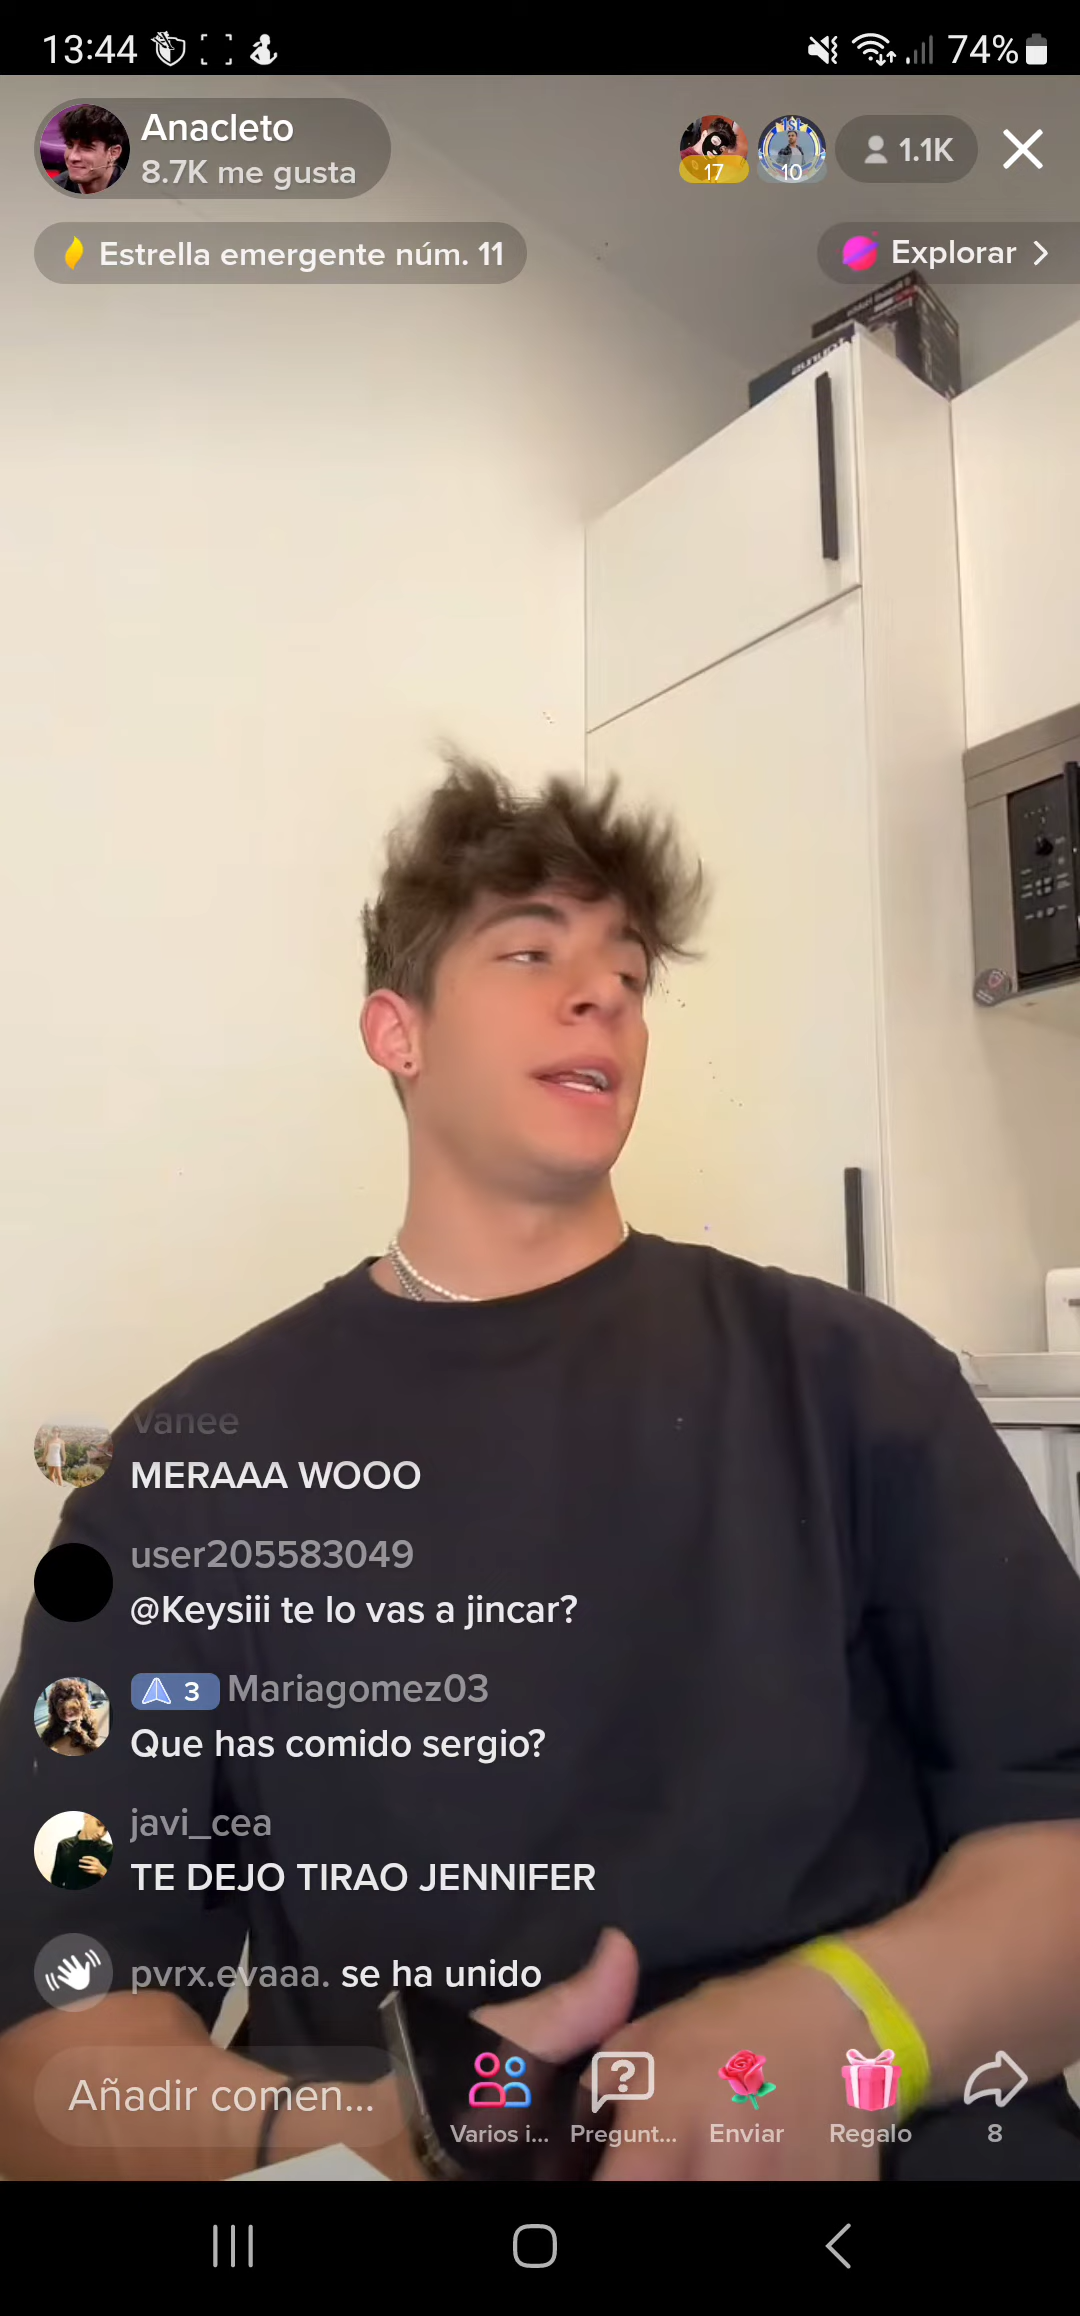 13:44
74%
Anacleto
8.7K me gusta
17
1st
10
1.1K
Estrella emergente núm. 11
Explorar
Vanee
MERAAA WOOO
user205583049
@Keysiii te lo vas a jincar?
3 Mariagomez03
Que has comido sergio?
javi_cea
TE DEJO TIRAO JENNIFER
pvrx.evaaa. se ha unido
Añadir comen...
Varios i...
Pregunt...
Enviar
Regalo
8